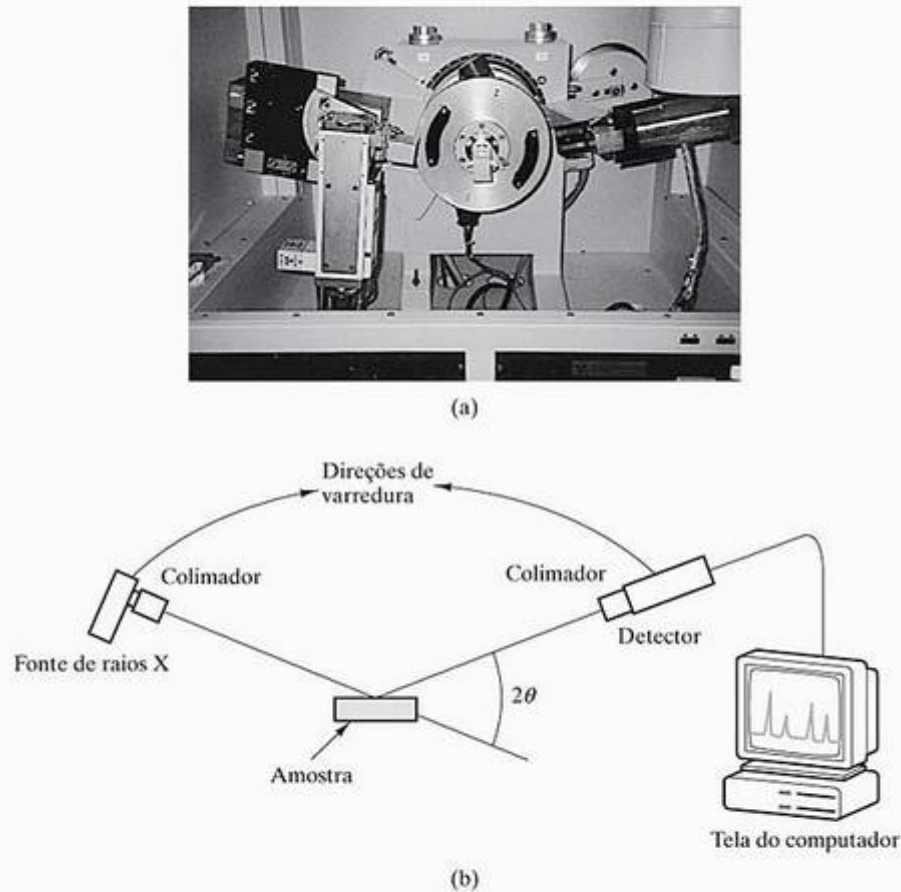 (a)
Direções de
varredura
Colimador
Colimador
Fonte de raios X
Detector
2θ
Amostra
Tela do computador
(b)